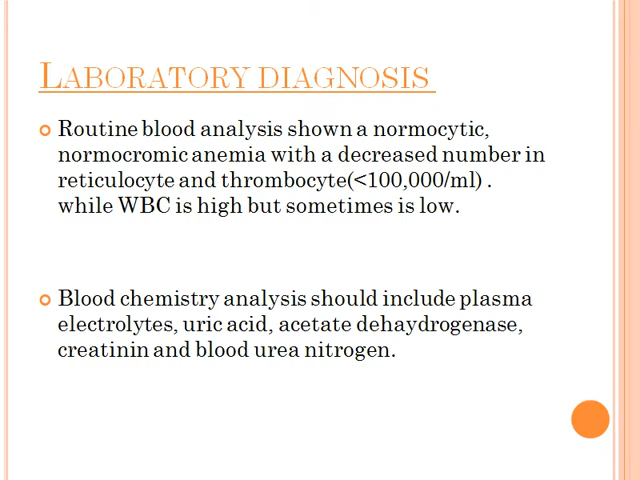 LABORATORY DIAGNOSIS
Routine blood analysis shown a normocytic,
normocromic anemia with a decreased number in
reticulocyte and thrombocyte(<100,000/ml) .
while WBC is high but sometimes is low.
Blood chemistry analysis should include plasma
electrolytes, uric acid, acetate dehaydrogenase,
creatinin and blood urea nitrogen.